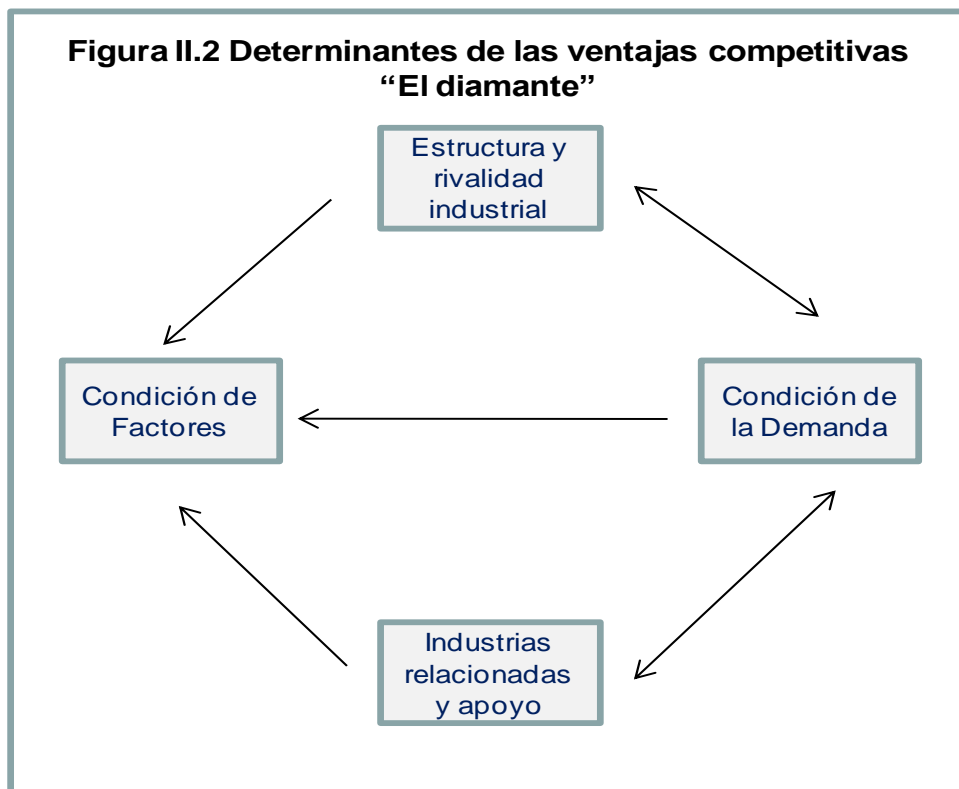 Figura II.2 Determinantes de las ventajas competitivas
“El diamante”
Estructura y
rivalidad
industrial
Condición de
Factores
Condición de
la Demanda
Industrias
relacionadas
y apoyo